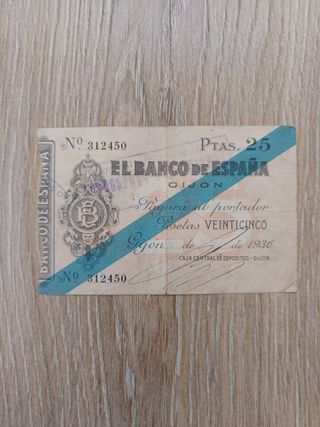 Nº 312450
PTAS. 25
EL BANCO DE ESPAÑA
GIJON
Pagará al portador
Pesetas VEINTICINCO
Gijón de de 1936
CAJA CENTRAL DE DEPOSITOS - GIJON
Nº 312450
BANCO DE ESPAÑA